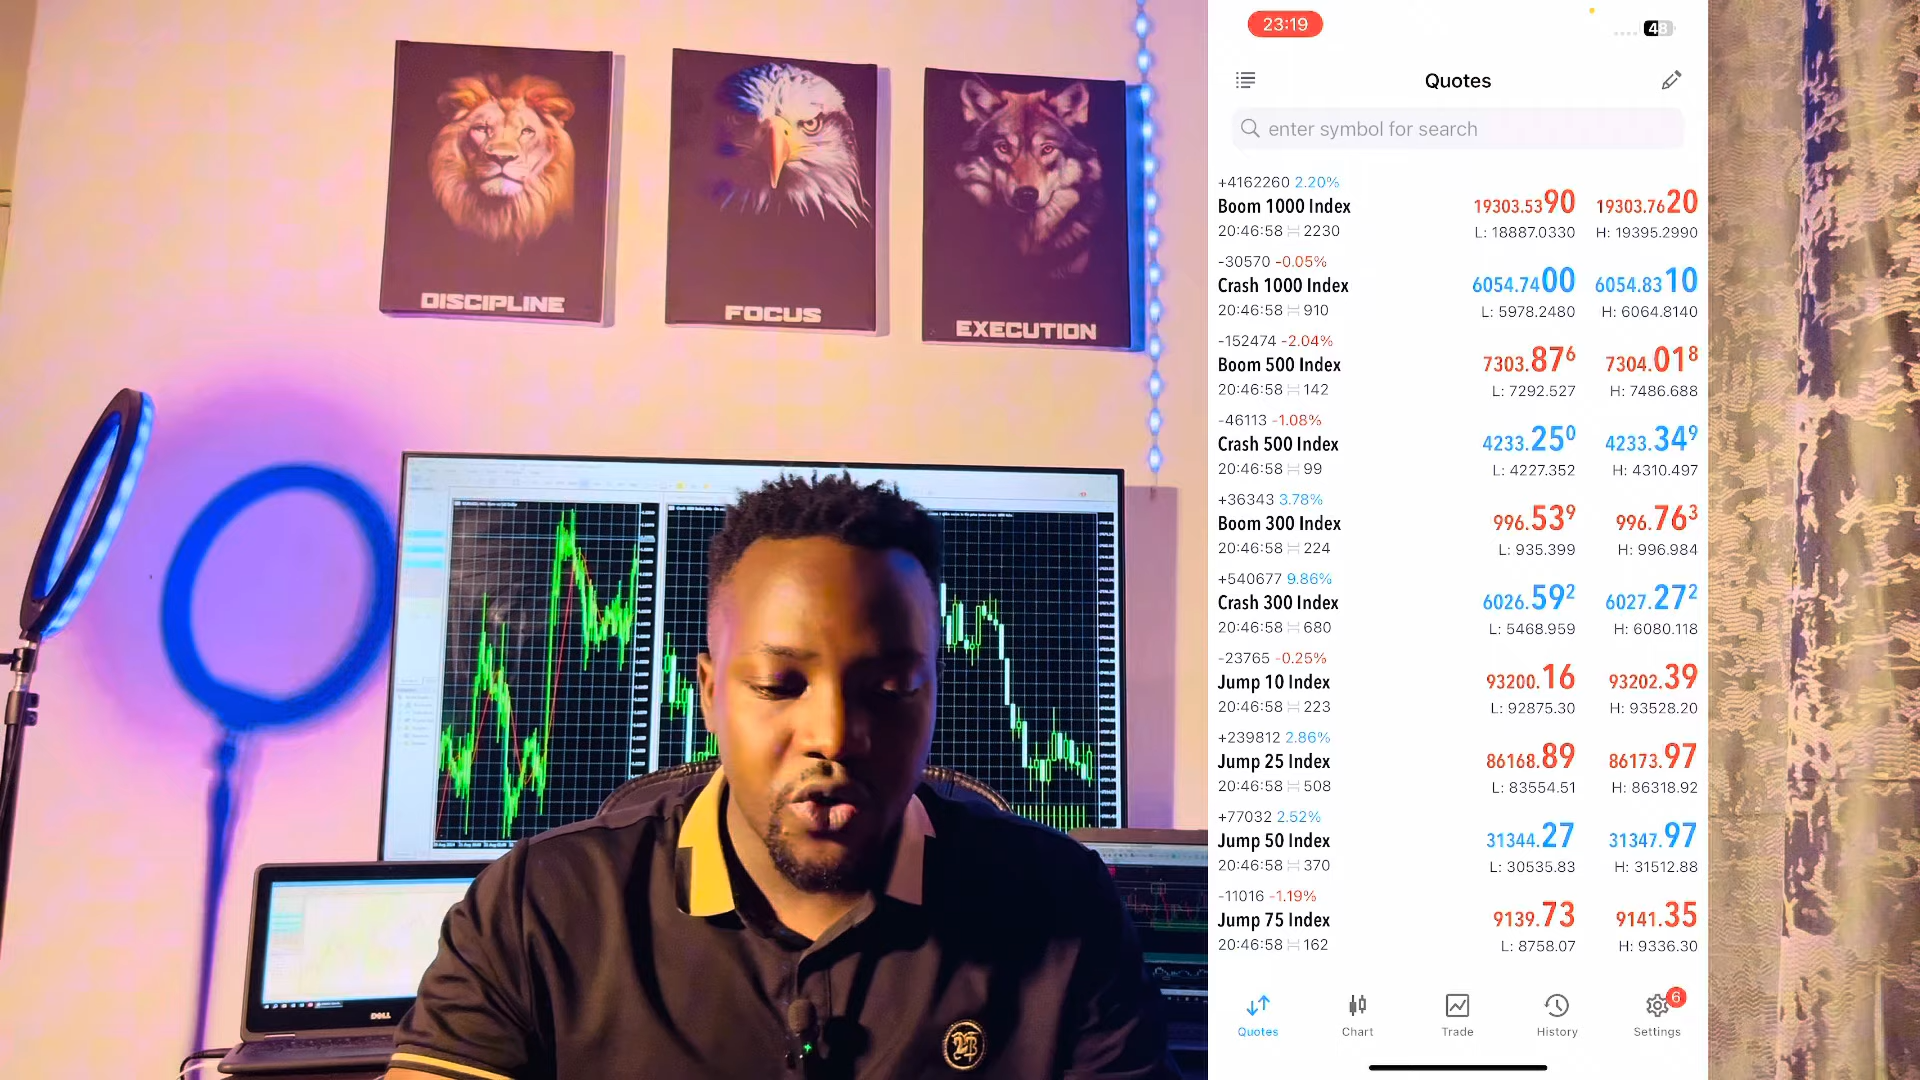 DISCIPLINE
FOCUS
EXECUTION
DELL
23:19
48
Quotes
enter symbol for search
+4162260 2.20%
Boom 1000 Index 19303.5390 19303.7620
20:46:58 2230 L: 18887.0330 H: 19395.2990
-30570 -0.05%
Crash 1000 Index 6054.7400 6054.8310
20:46:58 910 L: 5978.2480 H: 6064.8140
-152474 -2.04%
Boom 500 Index 7303.876 7304.018
20:46:58 142 L: 7292.527 H: 7486.688
-46113 -1.08%
Crash 500 Index 4233.250 4233.349
20:46:58 99 L: 4227.352 H: 4310.497
+36343 3.78%
Boom 300 Index 996.539 996.763
20:46:58 224 L: 935.399 H: 996.984
+540677 9.86%
Crash 300 Index 6026.592 6027.272
20:46:58 680 L: 5468.959 H: 6080.118
-23765 -0.25%
Jump 10 Index 93200.16 93202.39
20:46:58 223 L: 92875.30 H: 93528.20
+239812 2.86%
Jump 25 Index 86168.89 86173.97
20:46:58 508 L: 83554.51 H: 86318.92
+77032 2.52%
Jump 50 Index 31344.27 31347.97
20:46:58 370 L: 30535.83 H: 31512.88
-11016 -1.19%
Jump 75 Index 9139.73 9141.35
20:46:58 162 L: 8758.07 H: 9336.30
6
Quotes Chart Trade History Settings